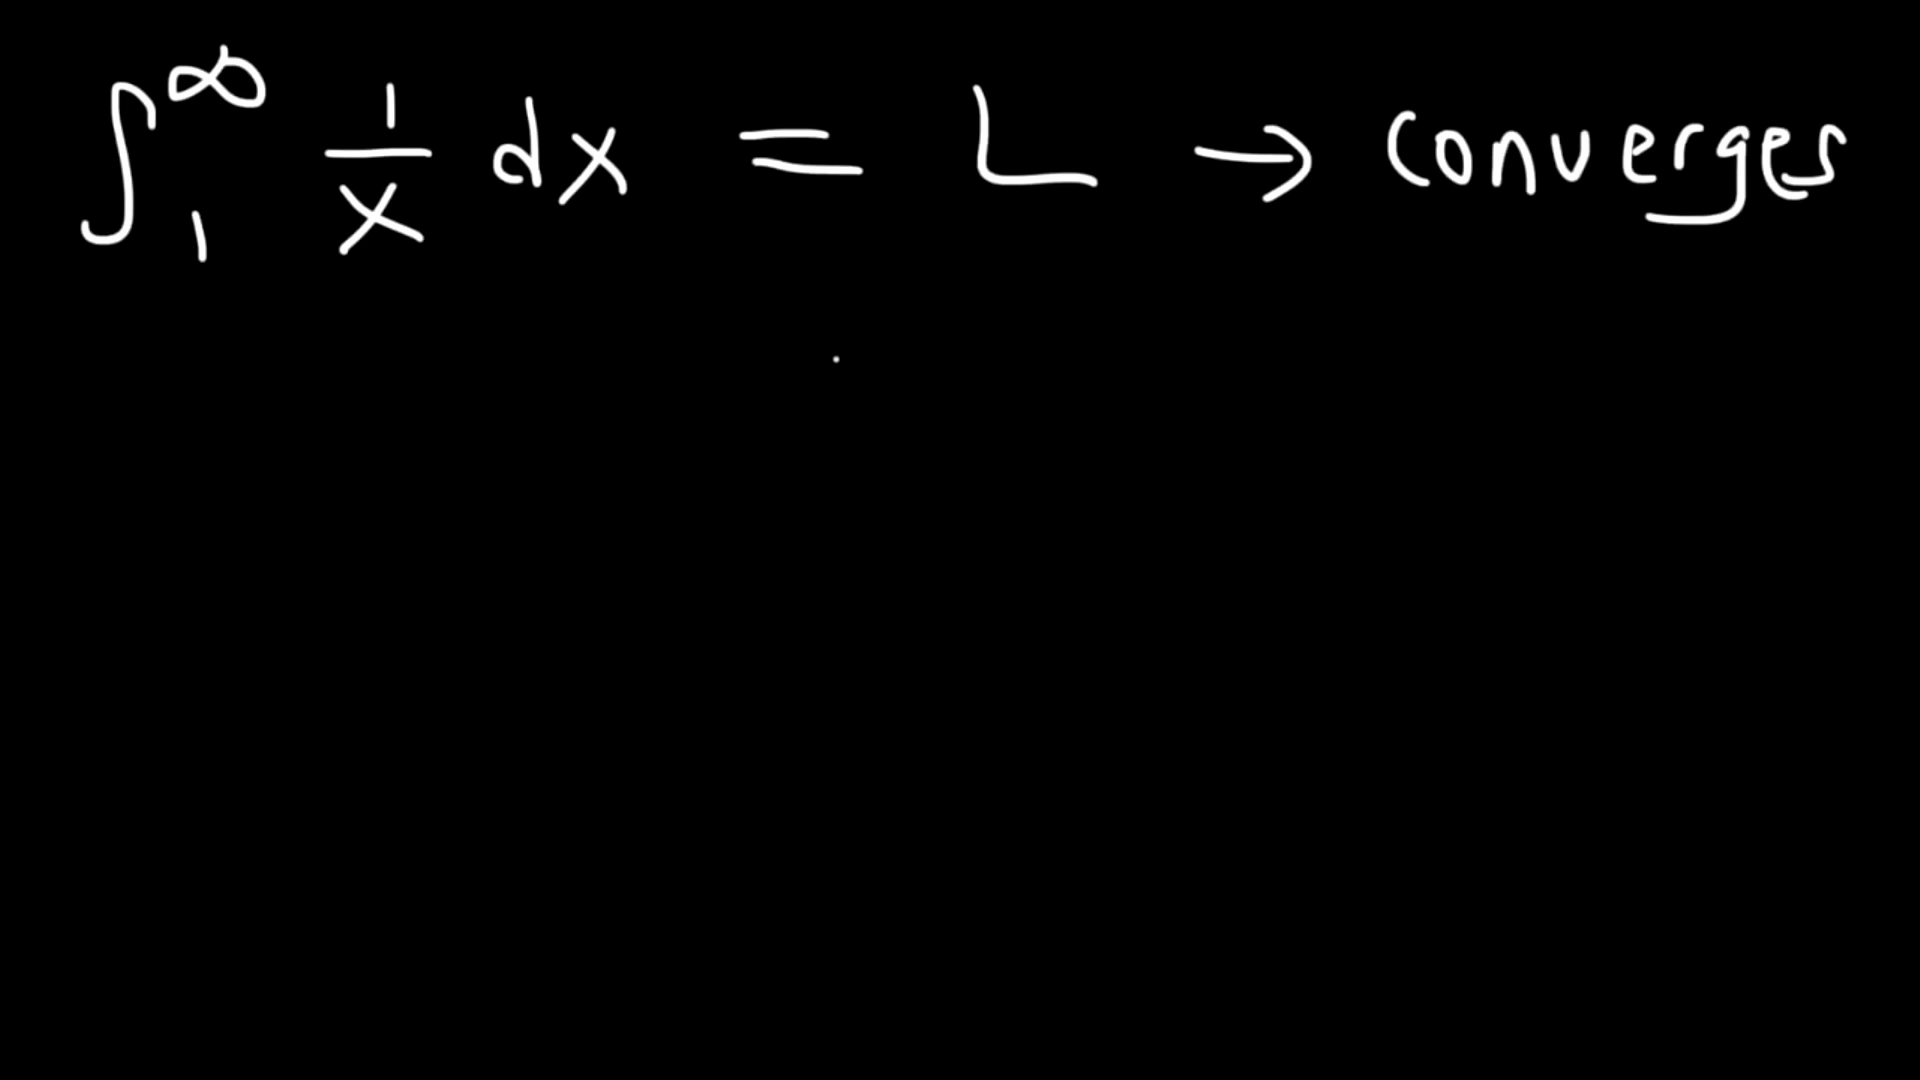 ∫₁^∞ 1/x dx = L → converges